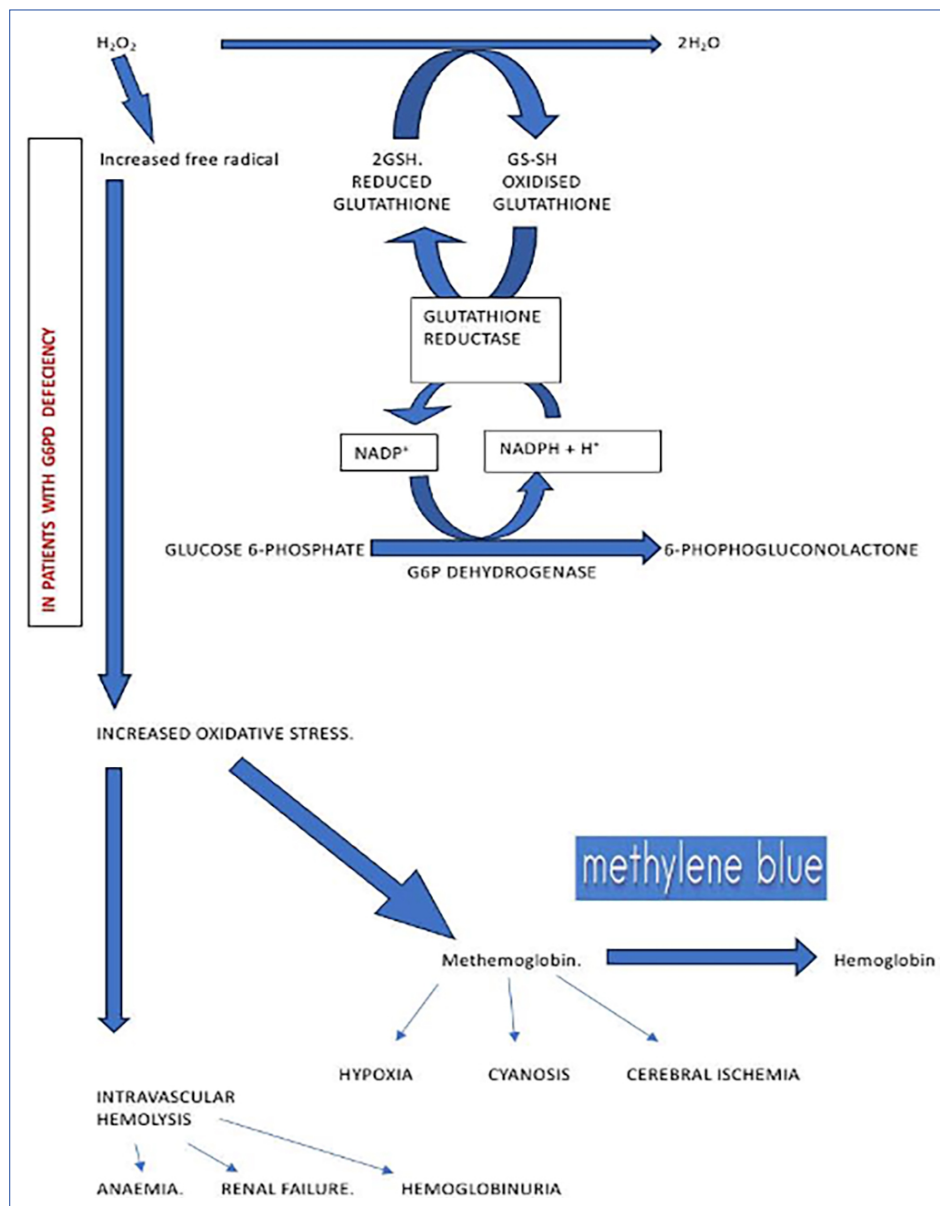 H₂O₂
2H₂O
Increased free radical
2GSH.
REDUCED
GLUTATHIONE
GS-SH
OXIDISED
GLUTATHIONE
GLUTATHIONE
REDUCTASE
IN PATIENTS WITH G6PD DEFECIENCY
NADP⁺
NADPH + H⁺
GLUCOSE 6-PHOSPHATE
6-PHOPHOGLUCONOLACTONE
G6P DEHYDROGENASE
INCREASED OXIDATIVE STRESS.
methylene blue
Methemoglobin.
Hemoglobin
HYPOXIA
CYANOSIS
CEREBRAL ISCHEMIA
INTRAVASCULAR
HEMOLYSIS
ANAEMIA.
RENAL FAILURE.
HEMOGLOBINURIA